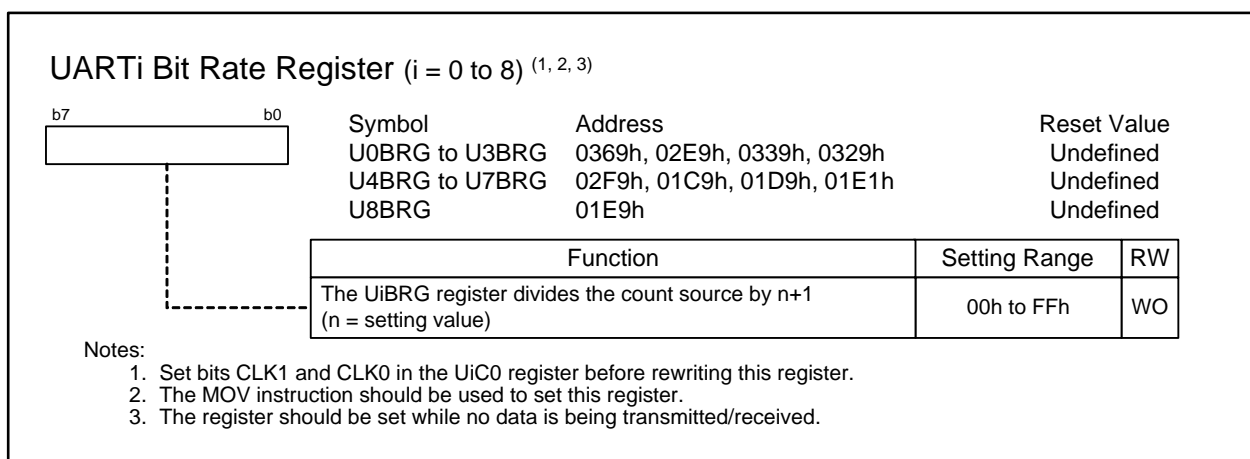 UARTi Bit Rate Register (i = 0 to 8) (1, 2, 3)
b7 b0
Symbol Address Reset Value
U0BRG to U3BRG 0369h, 02E9h, 0339h, 0329h Undefined
U4BRG to U7BRG 02F9h, 01C9h, 01D9h, 01E1h Undefined
U8BRG 01E9h Undefined
Function Setting Range RW
The UiBRG register divides the count source by n+1
(n = setting value) 00h to FFh WO
Notes:
1. Set bits CLK1 and CLK0 in the UiC0 register before rewriting this register.
2. The MOV instruction should be used to set this register.
3. The register should be set while no data is being transmitted/received.